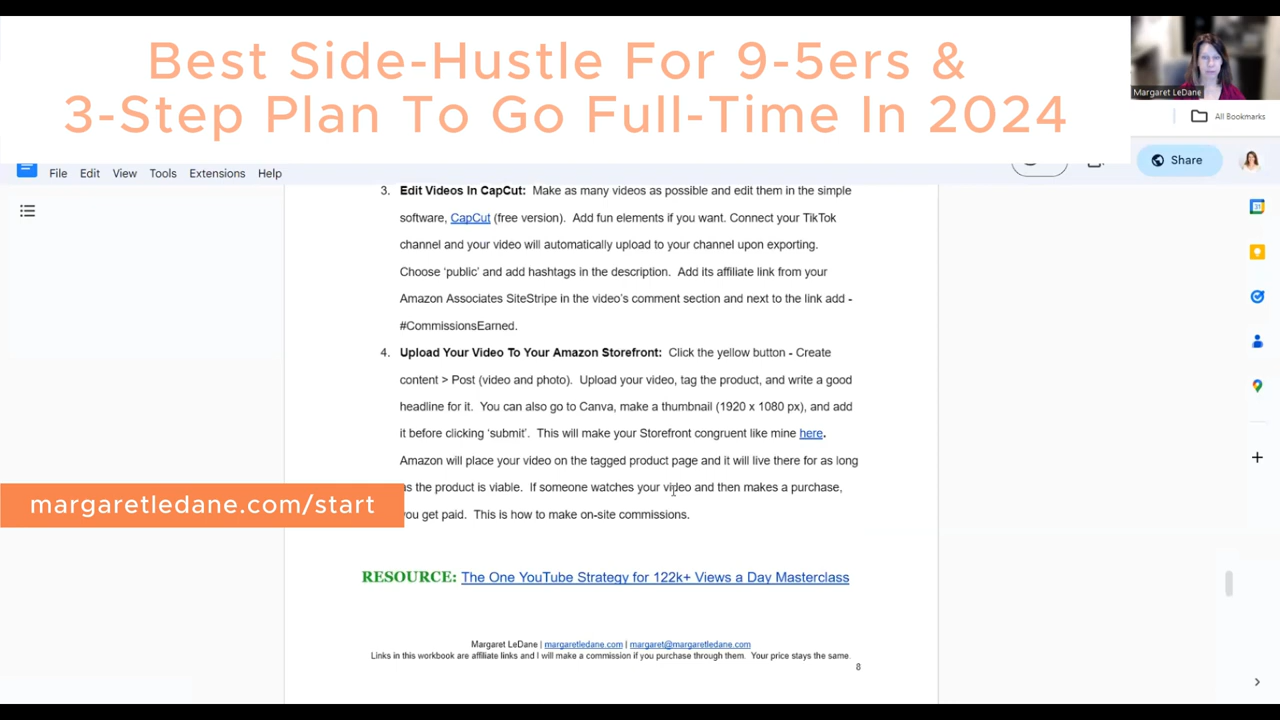 Best Side-Hustle For 9-5ers &
3-Step Plan To Go Full-Time In 2024
Margaret LeDane
All Bookmarks
File Edit View Tools Extensions Help
Share
3. Edit Videos In CapCut: Make as many videos as possible and edit them in the simple
software, CapCut (free version). Add fun elements if you want. Connect your TikTok
channel and your video will automatically upload to your channel upon exporting.
Choose ‘public’ and add hashtags in the description. Add its affiliate link from your
Amazon Associates SiteStripe in the video’s comment section and next to the link add -
#CommissionsEarned.
4. Upload Your Video To Your Amazon Storefront: Click the yellow button - Create
content > Post (video and photo). Upload your video, tag the product, and write a good
headline for it. You can also go to Canva, make a thumbnail (1920 x 1080 px), and add
it before clicking ‘submit’. This will make your Storefront congruent like mine here.
Amazon will place your video on the tagged product page and it will live there for as long
as the product is viable. If someone watches your video and then makes a purchase,
you get paid. This is how to make on-site commissions.
margaretledane.com/start
RESOURCE: The One YouTube Strategy for 122k+ Views a Day Masterclass
Margaret LeDane | margaretledane.com | margaret@margaretledane.com
Links in this workbook are affiliate links and I will make a commission if you purchase through them. Your price stays the same.
8